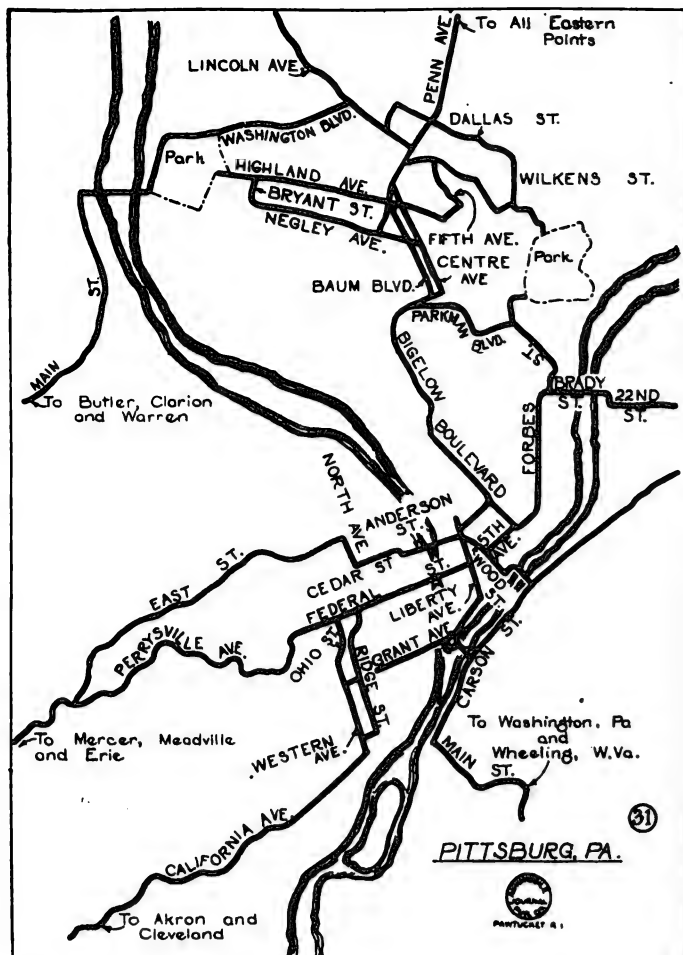 To All Eastern
Points
LINCOLN AVE.
PENN AVE.
DALLAS ST.
WASHINGTON BLVD.
Park
HIGHLAND AVE.
WILKENS ST.
BRYANT ST.
NEGLEY AVE.
FIFTH AVE.
CENTRE
AVE
Park
BAUM BLVD.
PARKMAN
BLVD.
MAIN ST.
BIGELOW BOULEVARD
ST.
BRADY
ST.
22ND
ST.
FORBES
To Butler, Clarion
and Warren
NORTH AVE
ANDERSON
ST.
5TH AVE.
EAST ST.
CEDAR ST
FEDERAL ST.
WOOD ST.
LIBERTY
AVE.
PERRYSVILLE AVE.
OHIO ST.
RIDGE ST.
GRANT AVE
CARSON ST.
To Mercer, Meadville
and Erie
WESTERN
AVE.
MAIN
ST.
To Washington, Pa
and
Wheeling, W.Va.
31
CALIFORNIA AVE.
PITTSBURG, PA.
JOURNAL
PAWTUCKET R I
To Akron and
Cleveland